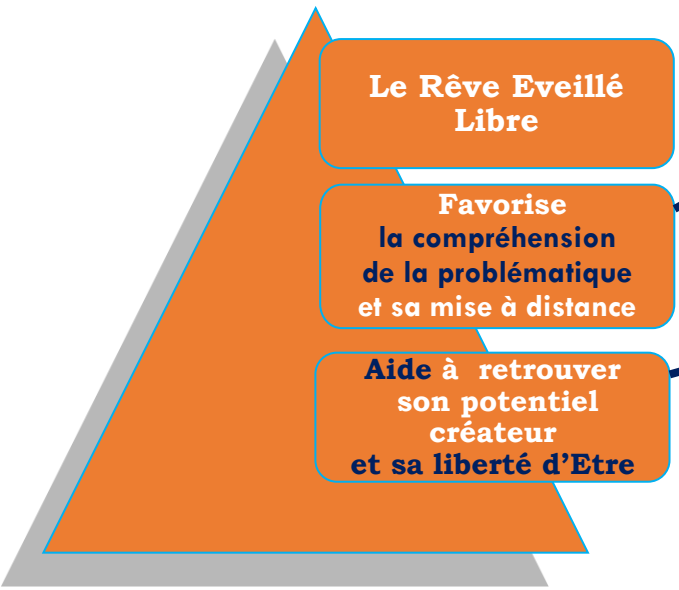 Le Rêve Eveillé
Libre
Favorise
la compréhension
de la problématique
et sa mise à distance
Aide à retrouver
son potentiel
créateur
et sa liberté d'Etre